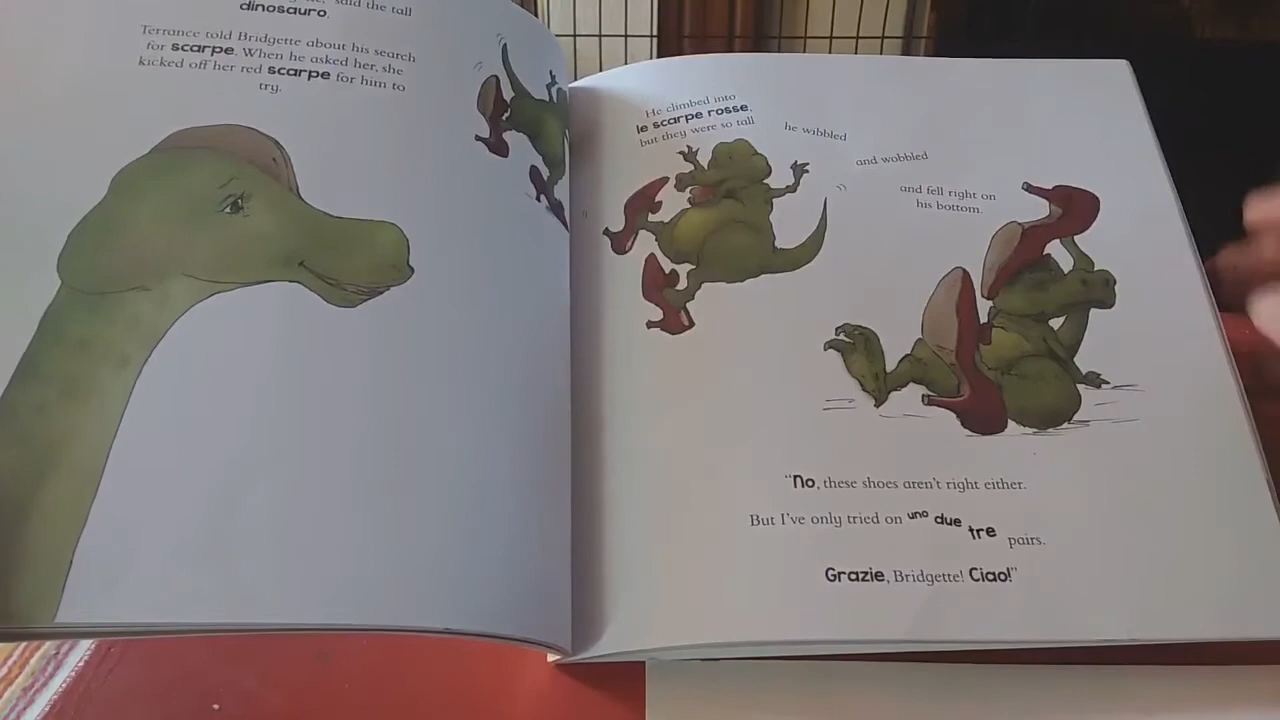 said the tall
dinosauro.
Terrance told Bridgette about his search
for scarpe. When he asked her, she
kicked off her red scarpe for him to
try.
He climbed into
le scarpe rosse,
but they were so tall
he wibbled
and wobbled
and fell right on
his bottom.
"No, these shoes aren't right either.
But I've only tried on uno due tre pairs.
Grazie, Bridgette! Ciao!"